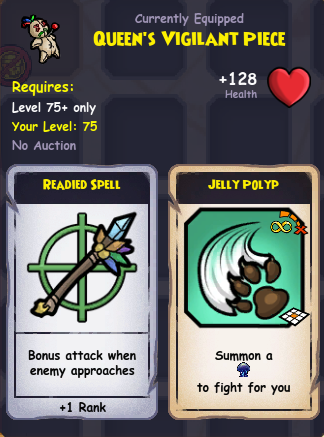 Currently Equipped
Queen's Vigilant Piece
+128
Health
Requires:
Level 75+ only
Your Level: 75
No Auction
Readied Spell
Bonus attack when
enemy approaches
+1 Rank
Jelly Polyp
Summon a
to fight for you